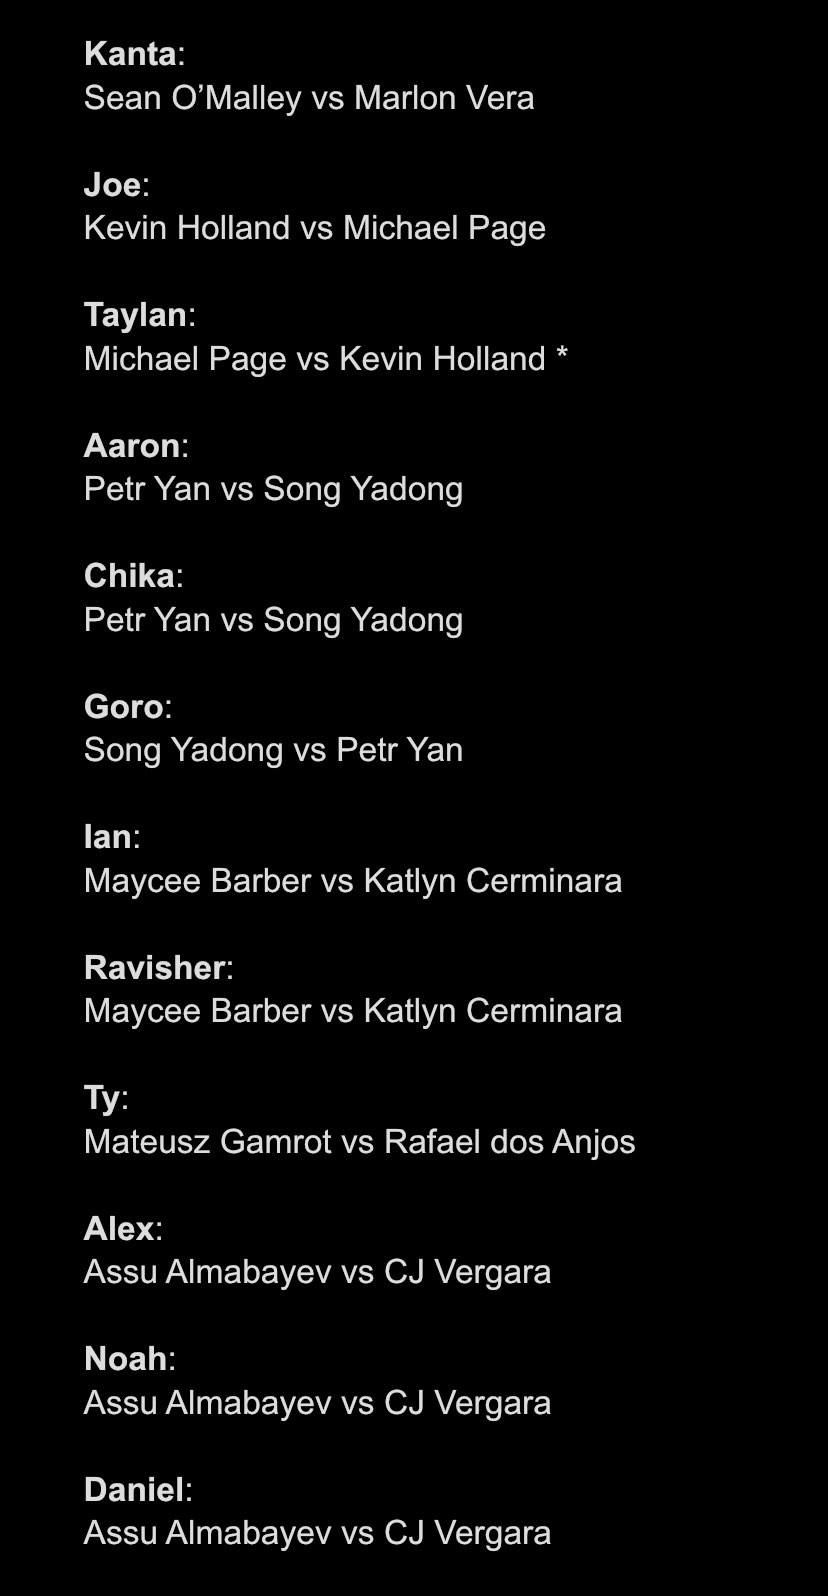 Kanta:
Sean O’Malley vs Marlon Vera
Joe:
Kevin Holland vs Michael Page
Taylan:
Michael Page vs Kevin Holland *
Aaron:
Petr Yan vs Song Yadong
Chika:
Petr Yan vs Song Yadong
Goro:
Song Yadong vs Petr Yan
Ian:
Maycee Barber vs Katlyn Cerminara
Ravisher:
Maycee Barber vs Katlyn Cerminara
Ty:
Mateusz Gamrot vs Rafael dos Anjos
Alex:
Assu Almabayev vs CJ Vergara
Noah:
Assu Almabayev vs CJ Vergara
Daniel:
Assu Almabayev vs CJ Vergara